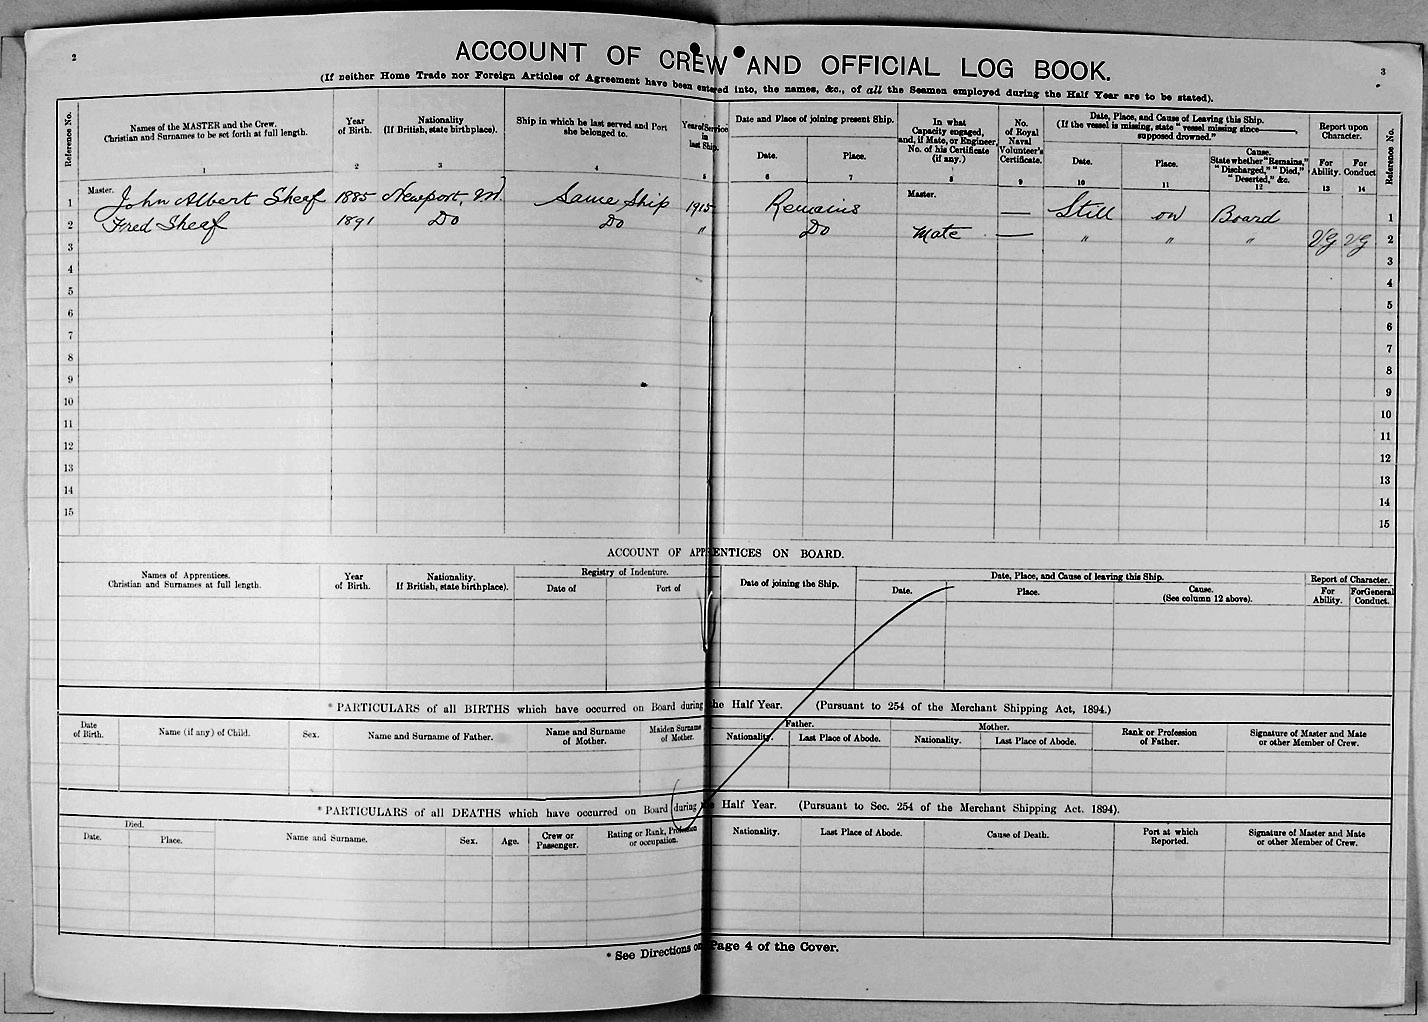 2
3
ACCOUNT OF CREW AND OFFICIAL LOG BOOK.
(If neither Home Trade nor Foreign Articles of Agreement have been entered into, the names, &c., of all the Seamen employed during the Half Year are to be stated).
Reference No.
Names of the MASTER and the Crew.
Christian and Surnames to be set forth at full length.
1
Year
of Birth.
2
Nationality
(If British, state birthplace).
3
Ship in which he last served and Port
she belonged to.
4
Year of Service
in
last Ship.
5
Date and Place of joining present Ship.
Date.
6
Place.
7
In what
Capacity engaged,
and, if Mate, or Engineer,
No. of his Certificate
(if any.)
8
No.
of Royal
Naval
Volunteer's
Certificate.
9
Date, Place, and Cause of Leaving this Ship.
(If the vessel is missing, state "vessel missing since———,
supposed drowned."
Date.
10
Place.
11
Cause.
State whether "Remains,"
"Discharged," "Died,"
"Deserted," &c.
12
Report upon
Character.
For
Ability.
13
For
Conduct
14
Reference No.
1 Master. John Albert Sheaf 1885 Newport, Same Ship 1915 Remains Master. — Still on Board 1
2 Fred Sheaf 1891 Do Do " Do Mate — " " " VG VG 2
3 3
4 4
5 5
6 6
7 7
8 8
9 9
10 10
11 11
12 12
13 13
14 14
15 15
ACCOUNT OF APPRENTICES ON BOARD.
Names of Apprentices.
Christian and Surnames at full length.
Year
of Birth.
Nationality.
If British, state birthplace).
Registry of Indenture.
Date of
Port of
Date of joining the Ship.
Date, Place, and Cause of leaving this Ship.
Date.
Place.
Cause.
(See column 12 above).
Report of Character.
For
Ability.
For General
Conduct.
* PARTICULARS of all BIRTHS which have occurred on Board during the Half Year. (Pursuant to 254 of the Merchant Shipping Act, 1894.)
Date
of Birth.
Name (if any) of Child.
Sex.
Name and Surname of Father.
Name and Surname
of Mother.
Maiden Surname
of Mother.
Father.
Nationality.
Last Place of Abode.
Mother.
Nationality.
Last Place of Abode.
Rank or Profession
of Father.
Signature of Master and Mate
or other Member of Crew.
* PARTICULARS of all DEATHS which have occurred on Board during the Half Year. (Pursuant to Sec. 254 of the Merchant Shipping Act. 1894).
Died.
Date.
Place.
Name and Surname.
Sex.
Age.
Crew or
Passenger.
Rating or Rank, Profession
or occupation.
Nationality.
Last Place of Abode.
Cause of Death.
Port at which
Reported.
Signature of Master and Mate
or other Member of Crew.
* See Directions on Page 4 of the Cover.